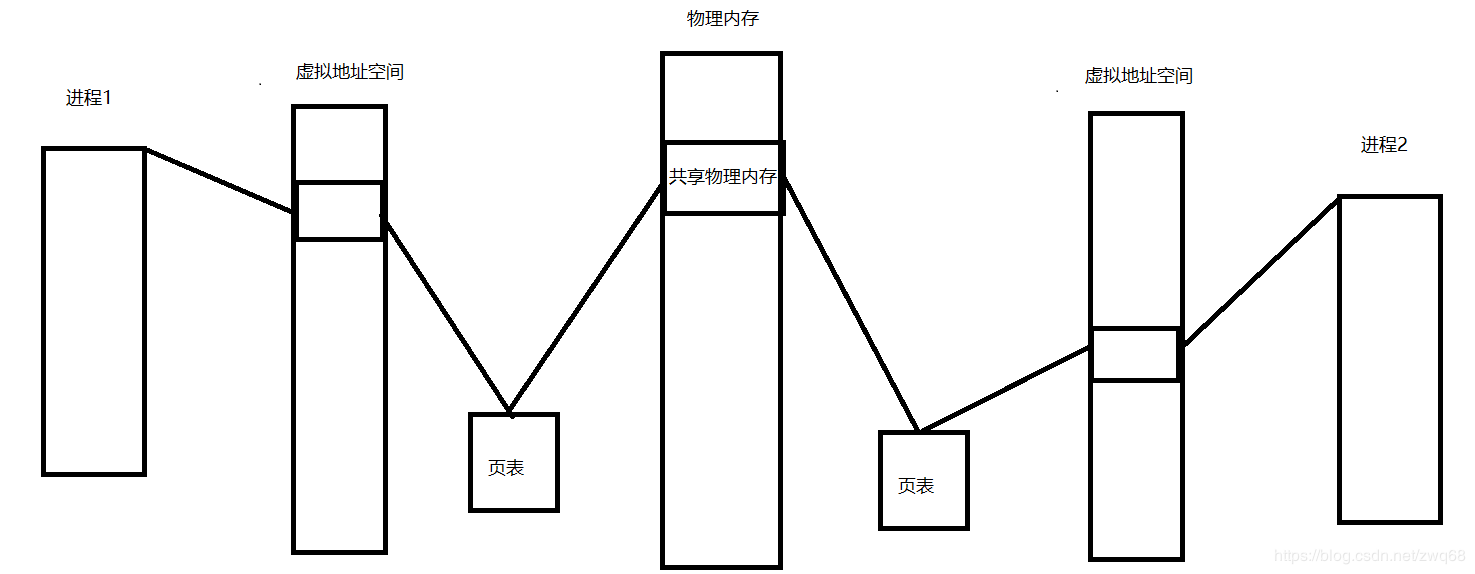 物理内存
虚拟地址空间
虚拟地址空间
进程1
进程2
共享物理内存
页表
页表
https://blog.csdn.net/zwq68